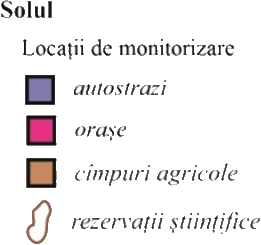 Solul
Locații de monitorizare
autostrazi
orașe
cîmpuri agricole
rezervații științifice